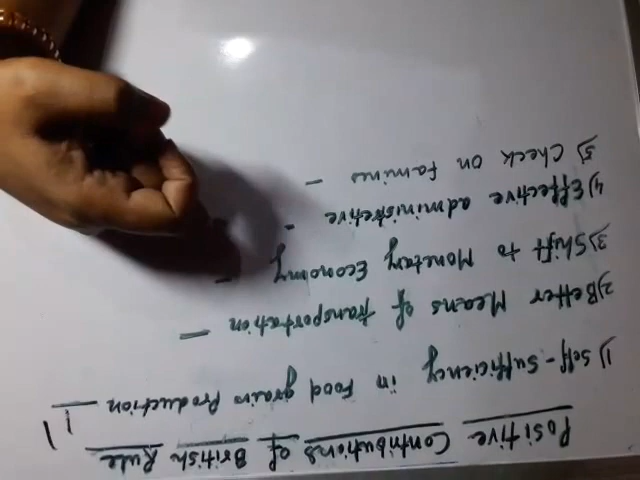 Positive Contributions of British Rule
1) Self-Sufficiency in Food grain Production
2) Better Means of transportation -
3) Shift to Monetary Economy -
4) Effective administrative -
5) Check on famins -